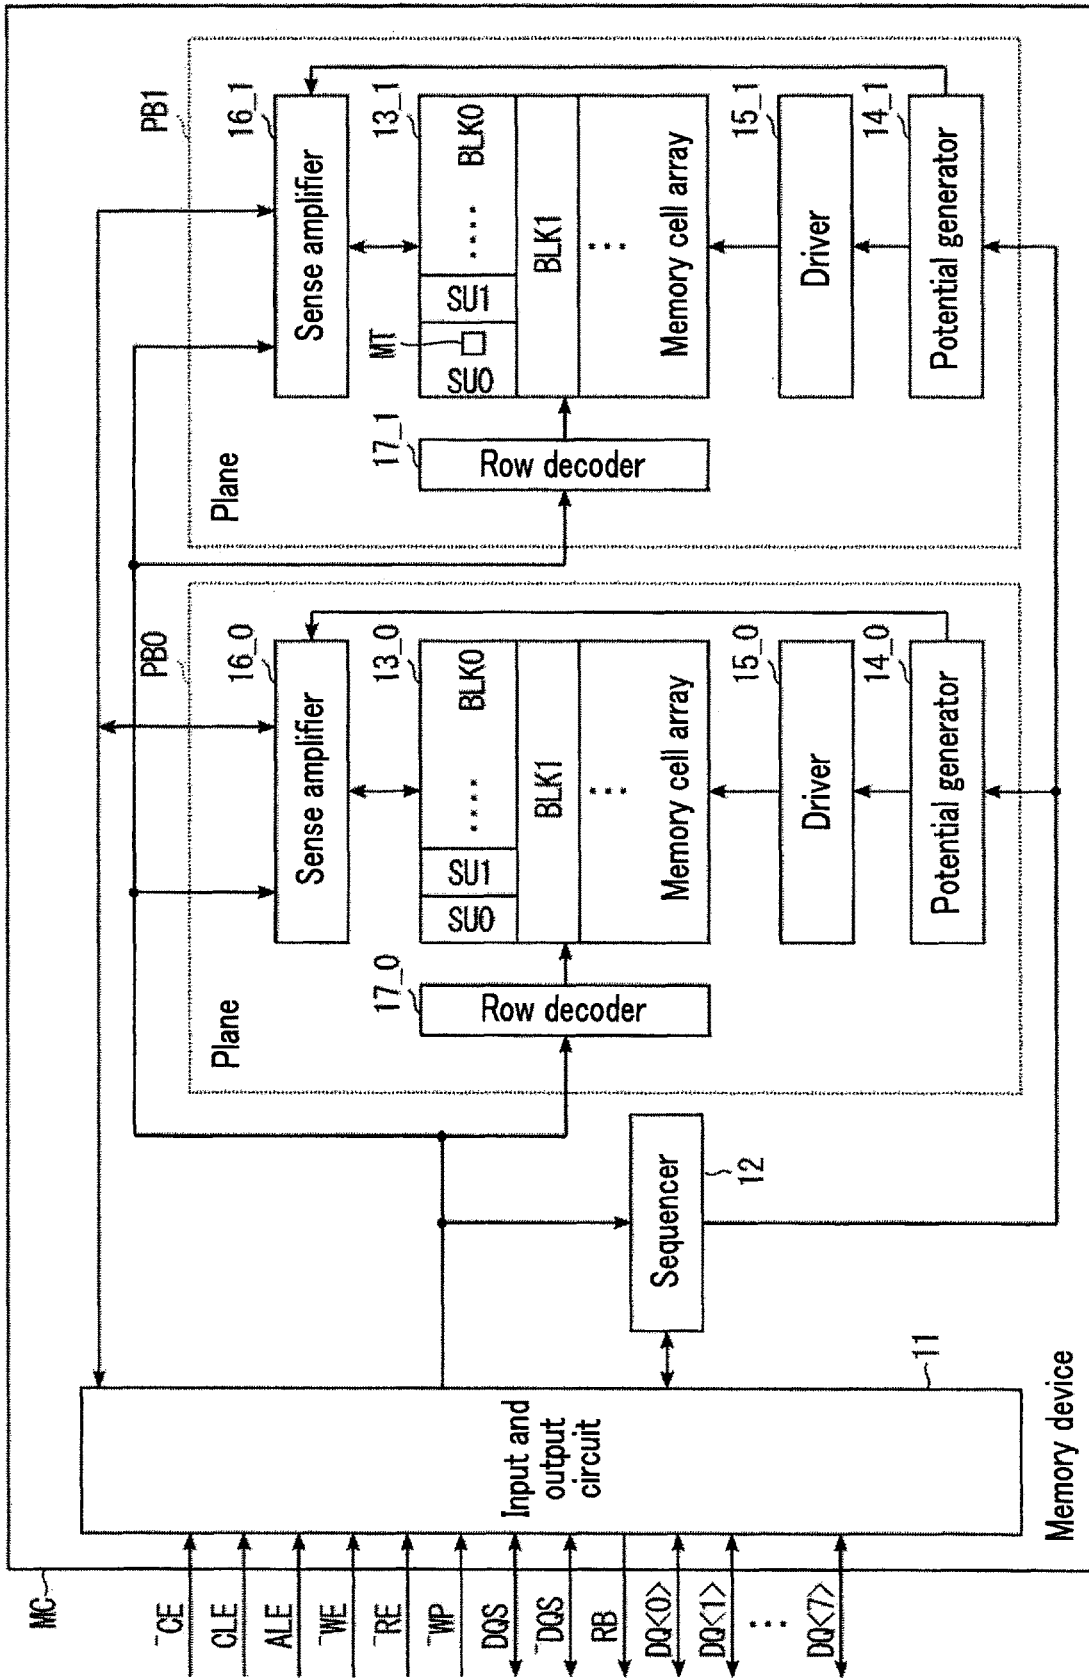 MC
¯CE
CLE
ALE
¯WE
¯RE
¯WP
DQS
¯DQS
RB
DQ<0>
DQ<1>
⋮
DQ<7>
Input and
output
circuit
11
Memory device
Sequencer
12
PB0
Plane
Row decoder
17_0
Sense amplifier
16_0
SU0
SU1
····
BLK0
13_0
BLK1
⋮
Memory cell array
Driver
15_0
Potential generator
14_0
PB1
Plane
Row decoder
17_1
Sense amplifier
16_1
MT
SU0
SU1
····
BLK0
13_1
BLK1
⋮
Memory cell array
Driver
15_1
Potential generator
14_1